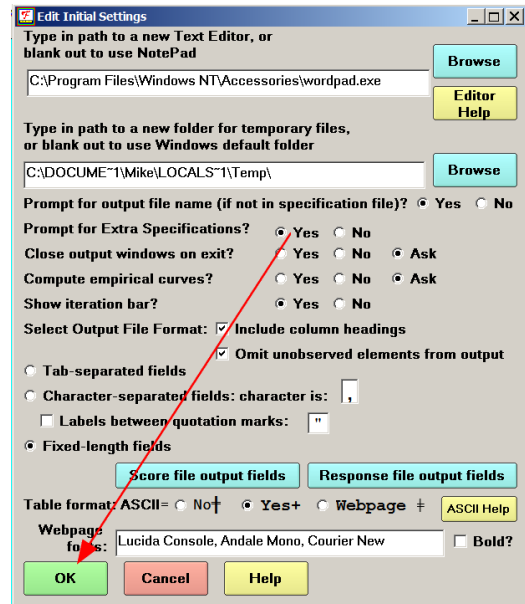 Edit Initial Settings
Type in path to a new Text Editor, or
blank out to use NotePad
Browse
C:\Program Files\Windows NT\Accessories\wordpad.exe
Editor
Help
Type in path to a new folder for temporary files,
or blank out to use Windows default folder
C:\DOCUME~1\Mike\LOCALS~1\Temp\
Browse
Prompt for output file name (if not in specification file)? Yes No
Prompt for Extra Specifications? Yes No
Close output windows on exit? Yes No Ask
Compute empirical curves? Yes No Ask
Show iteration bar? Yes No
Select Output File Format: Include column headings
Omit unobserved elements from output
Tab-separated fields
Character-separated fields: character is: ,
Labels between quotation marks: "
Fixed-length fields
Score file output fields Response file output fields
Table format: ASCII= No† Yes+ Webpage ‡ ASCII Help
Webpage
fonts: Lucida Console, Andale Mono, Courier New Bold?
OK Cancel Help